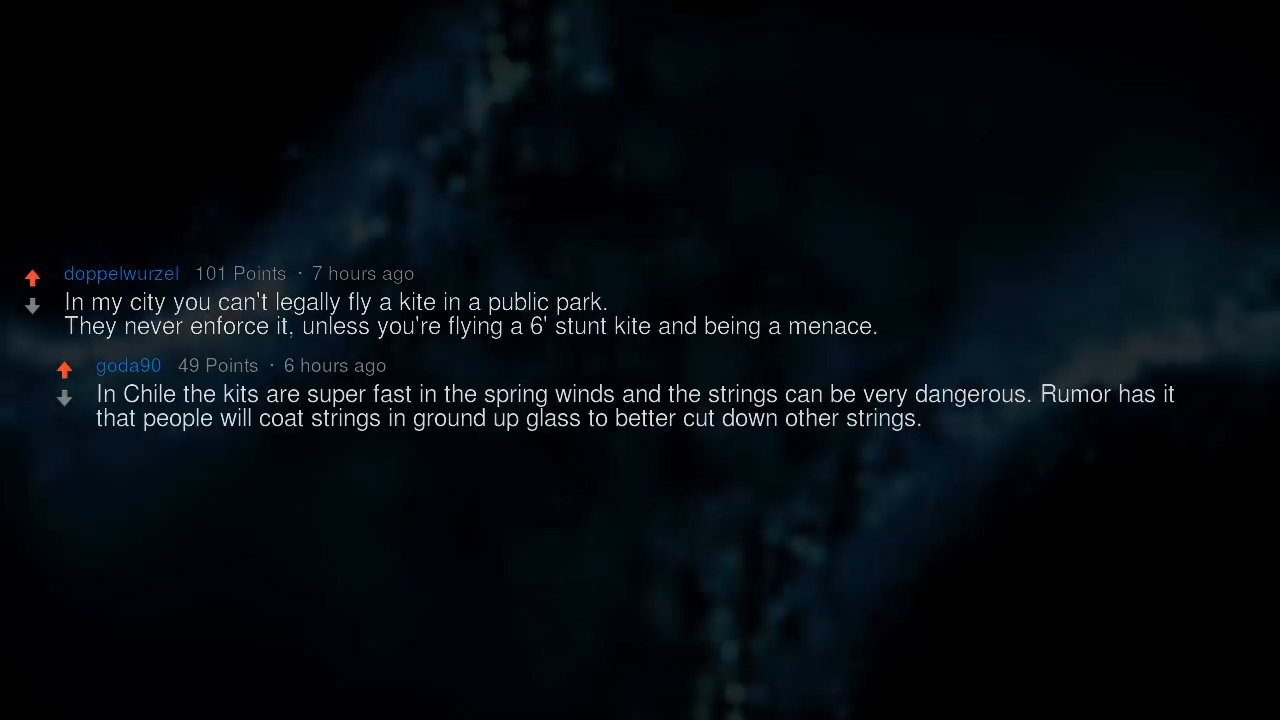 doppelwurzel 101 Points · 7 hours ago
In my city you can't legally fly a kite in a public park.
They never enforce it, unless you're flying a 6' stunt kite and being a menace.
goda90 49 Points · 6 hours ago
In Chile the kits are super fast in the spring winds and the strings can be very dangerous. Rumor has it
that people will coat strings in ground up glass to better cut down other strings.